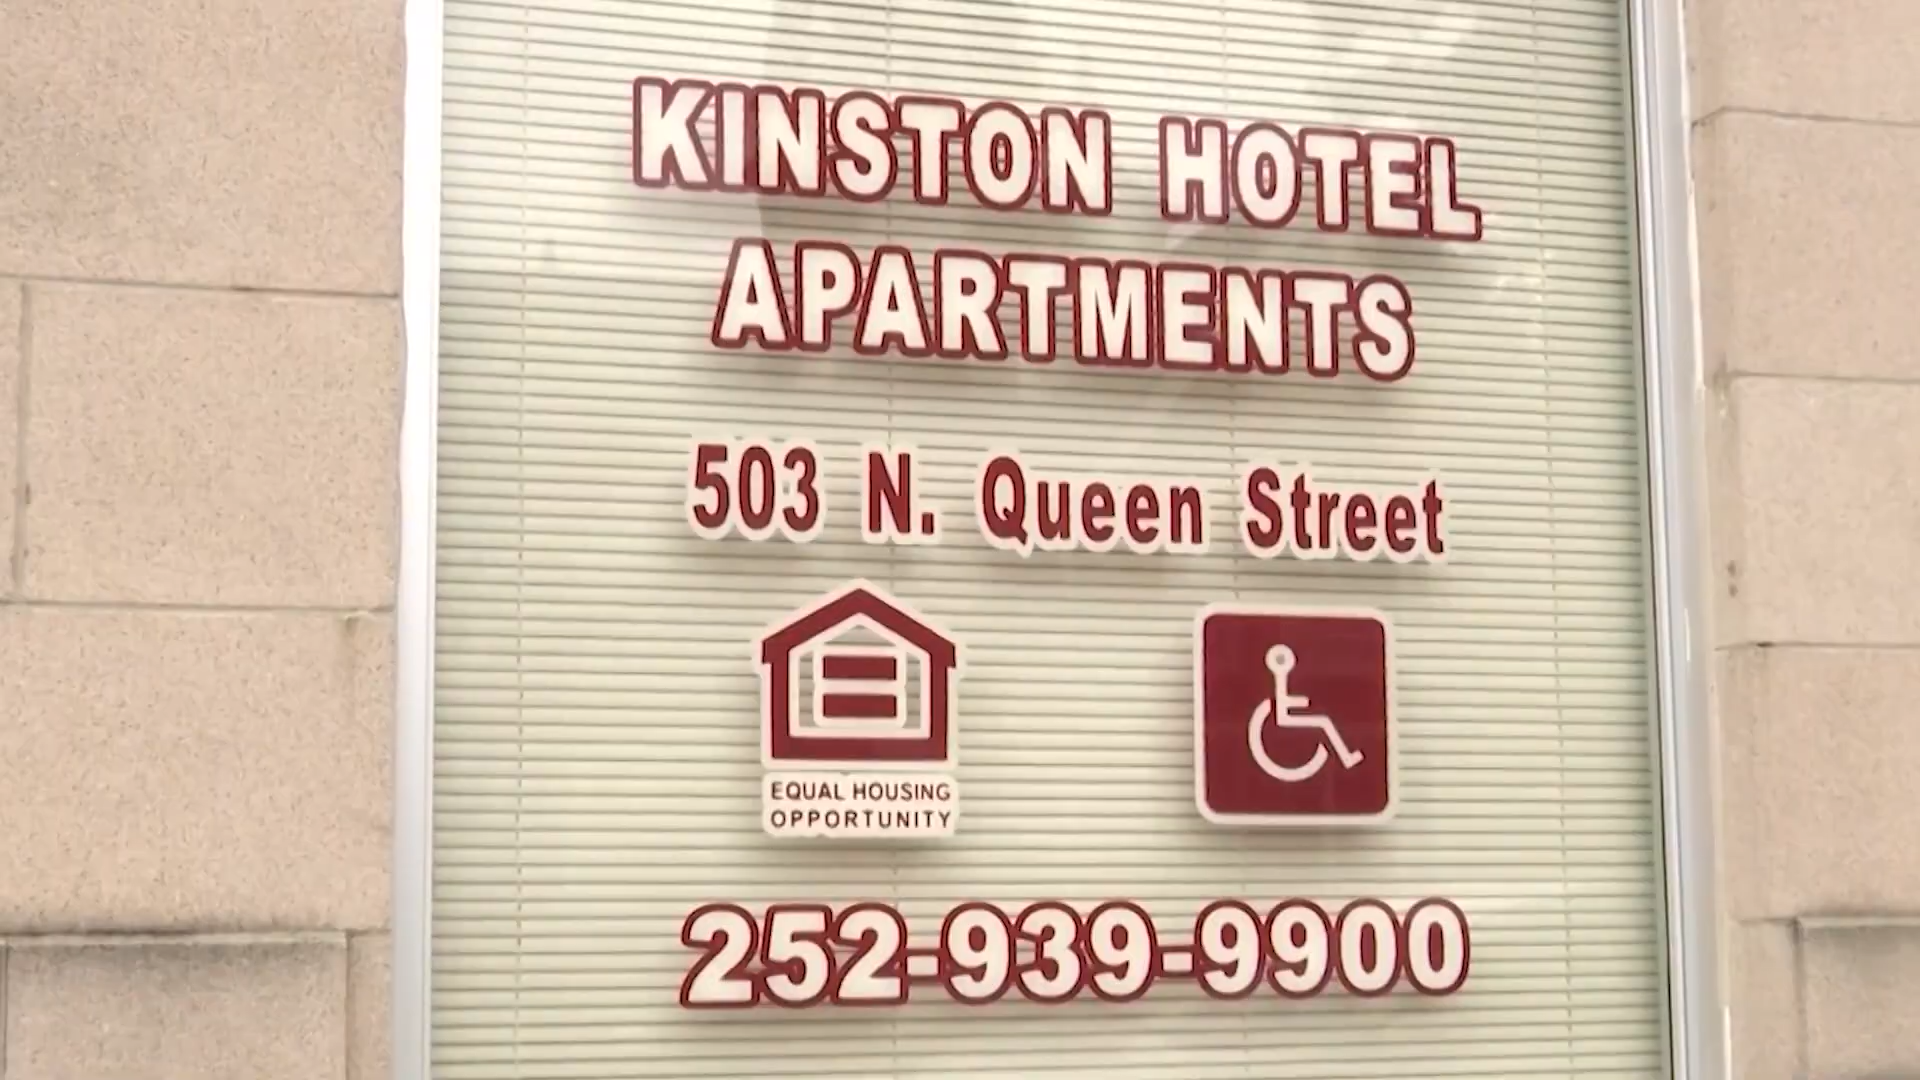 KINSTON HOTEL
APARTMENTS
503 N. Queen Street
EQUAL HOUSING
OPPORTUNITY
252-939-9900